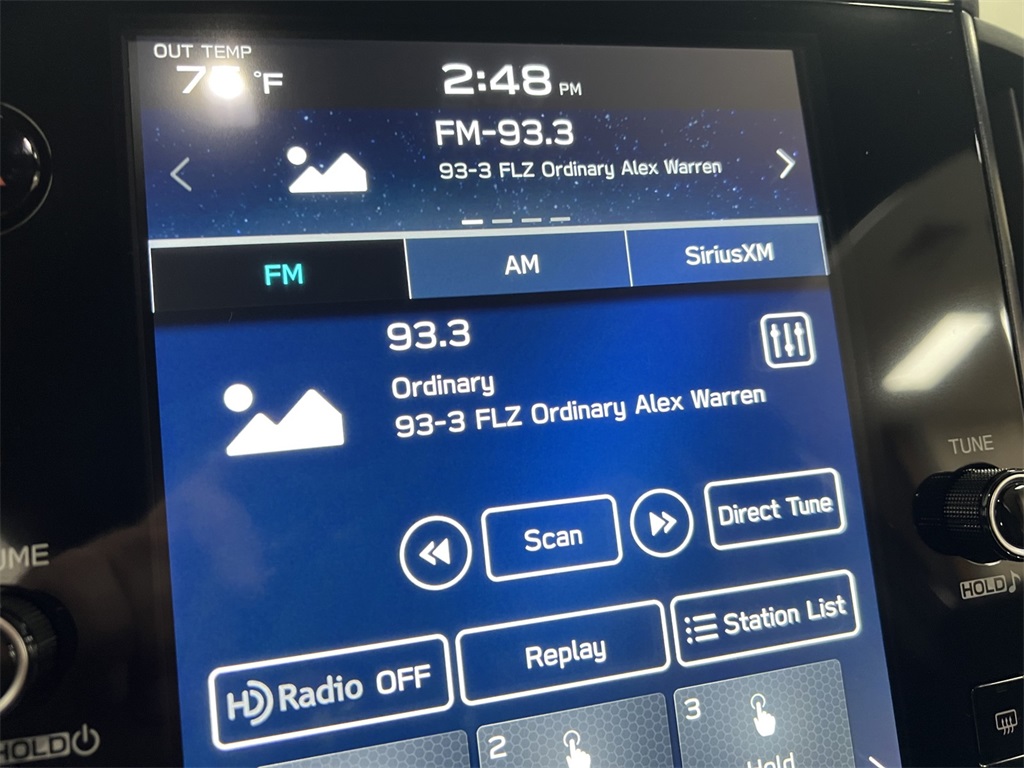 OUT TEMP
°F
2:48 PM
FM-93.3
93-3 FLZ Ordinary Alex Warren
FM AM SiriusXM
93.3
Ordinary
93-3 FLZ Ordinary Alex Warren
TUNE
Scan Direct Tune
HOLD
HD Radio OFF Replay Station List
HOLD
2 3
Hold